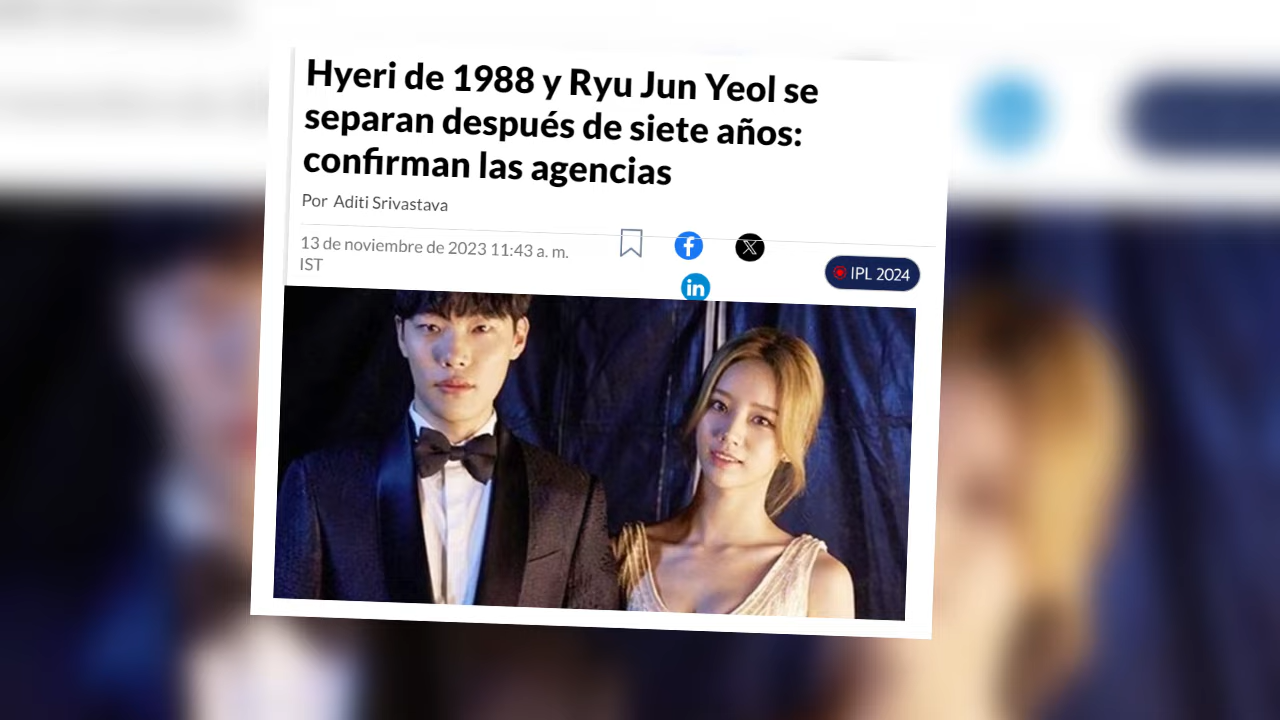 Hyeri de 1988 y Ryu Jun Yeol se
separan después de siete años:
confirman las agencias
Por Aditi Srivastava
13 de noviembre de 2023 11:43 a. m.
IST
IPL 2024